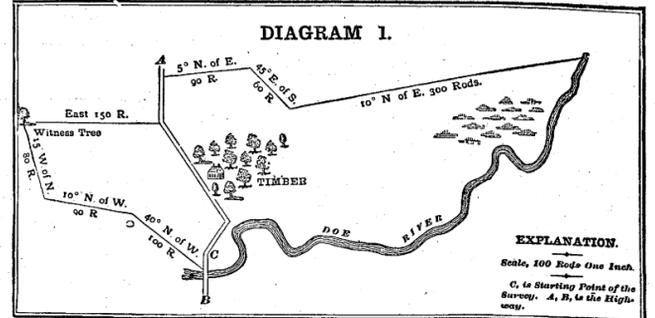 DIAGRAM 1.
A
5° N. of E.
90 R.
45° E. of S.
60 R.
10° N of E. 300 Rods.
East 150 R.
Witness Tree
15° W of N.
80 R.
10° N. of W.
90 R
C
40° N. of W.
100 R.
TIMBER
C
DOE RIVER
B
EXPLANATION.
Scale, 100 Rods One Inch.
C, is Starting Point of the
Survey. A, B, is the High-
way.